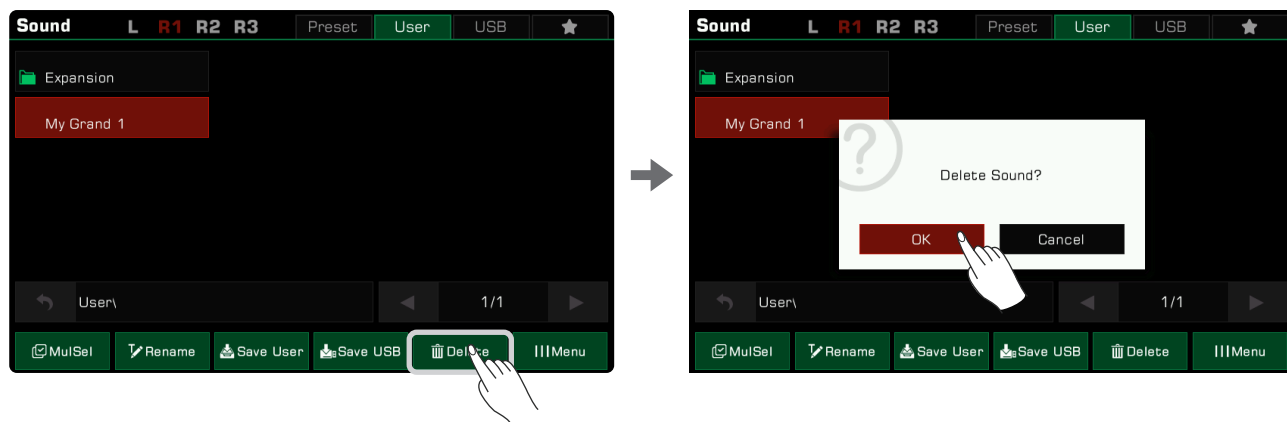 Sound L R1 R2 R3 Preset User USB
Expansion
My Grand 1
User\ 1/1
MulSel Rename Save User Save USB Delete Menu
Sound L R1 R2 R3 Preset User USB
Expansion
My Grand 1
?
Delete Sound?
OK Cancel
User\ 1/1
MulSel Rename Save User Save USB Delete Menu